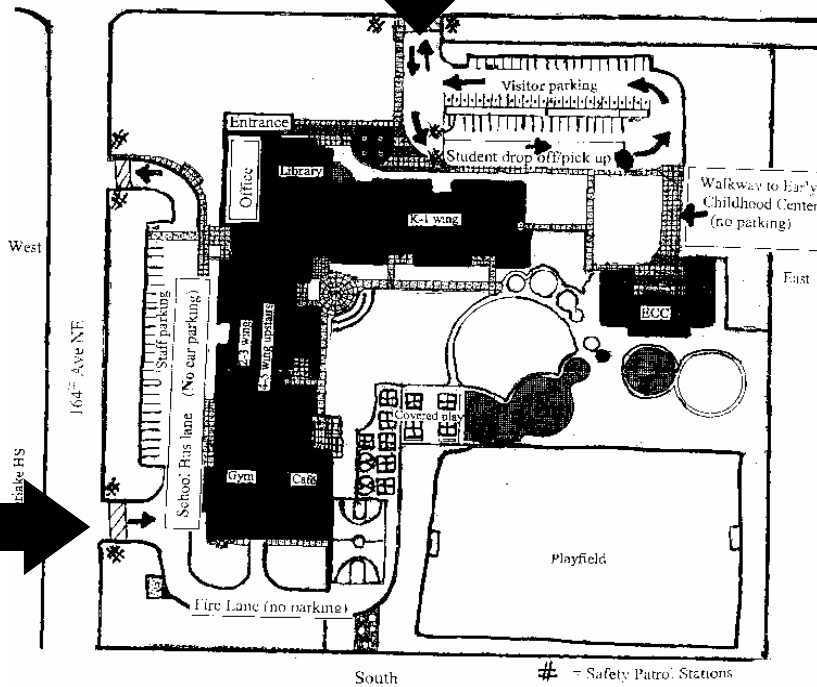 Visitor parking
Entrance
Student drop off/pick up
Library
Office
Walkway to Early
Childhood Center
(no parking)
K-1 wing
West
East
ECC
164th Ave NE
Staff parking
School Bus lane (No car parking)
2-3 wing
4-5 wing upstairs
Covered play
HS
Gym
Café
Playfield
Fire Lane (no parking)
South
# = Safety Patrol Stations